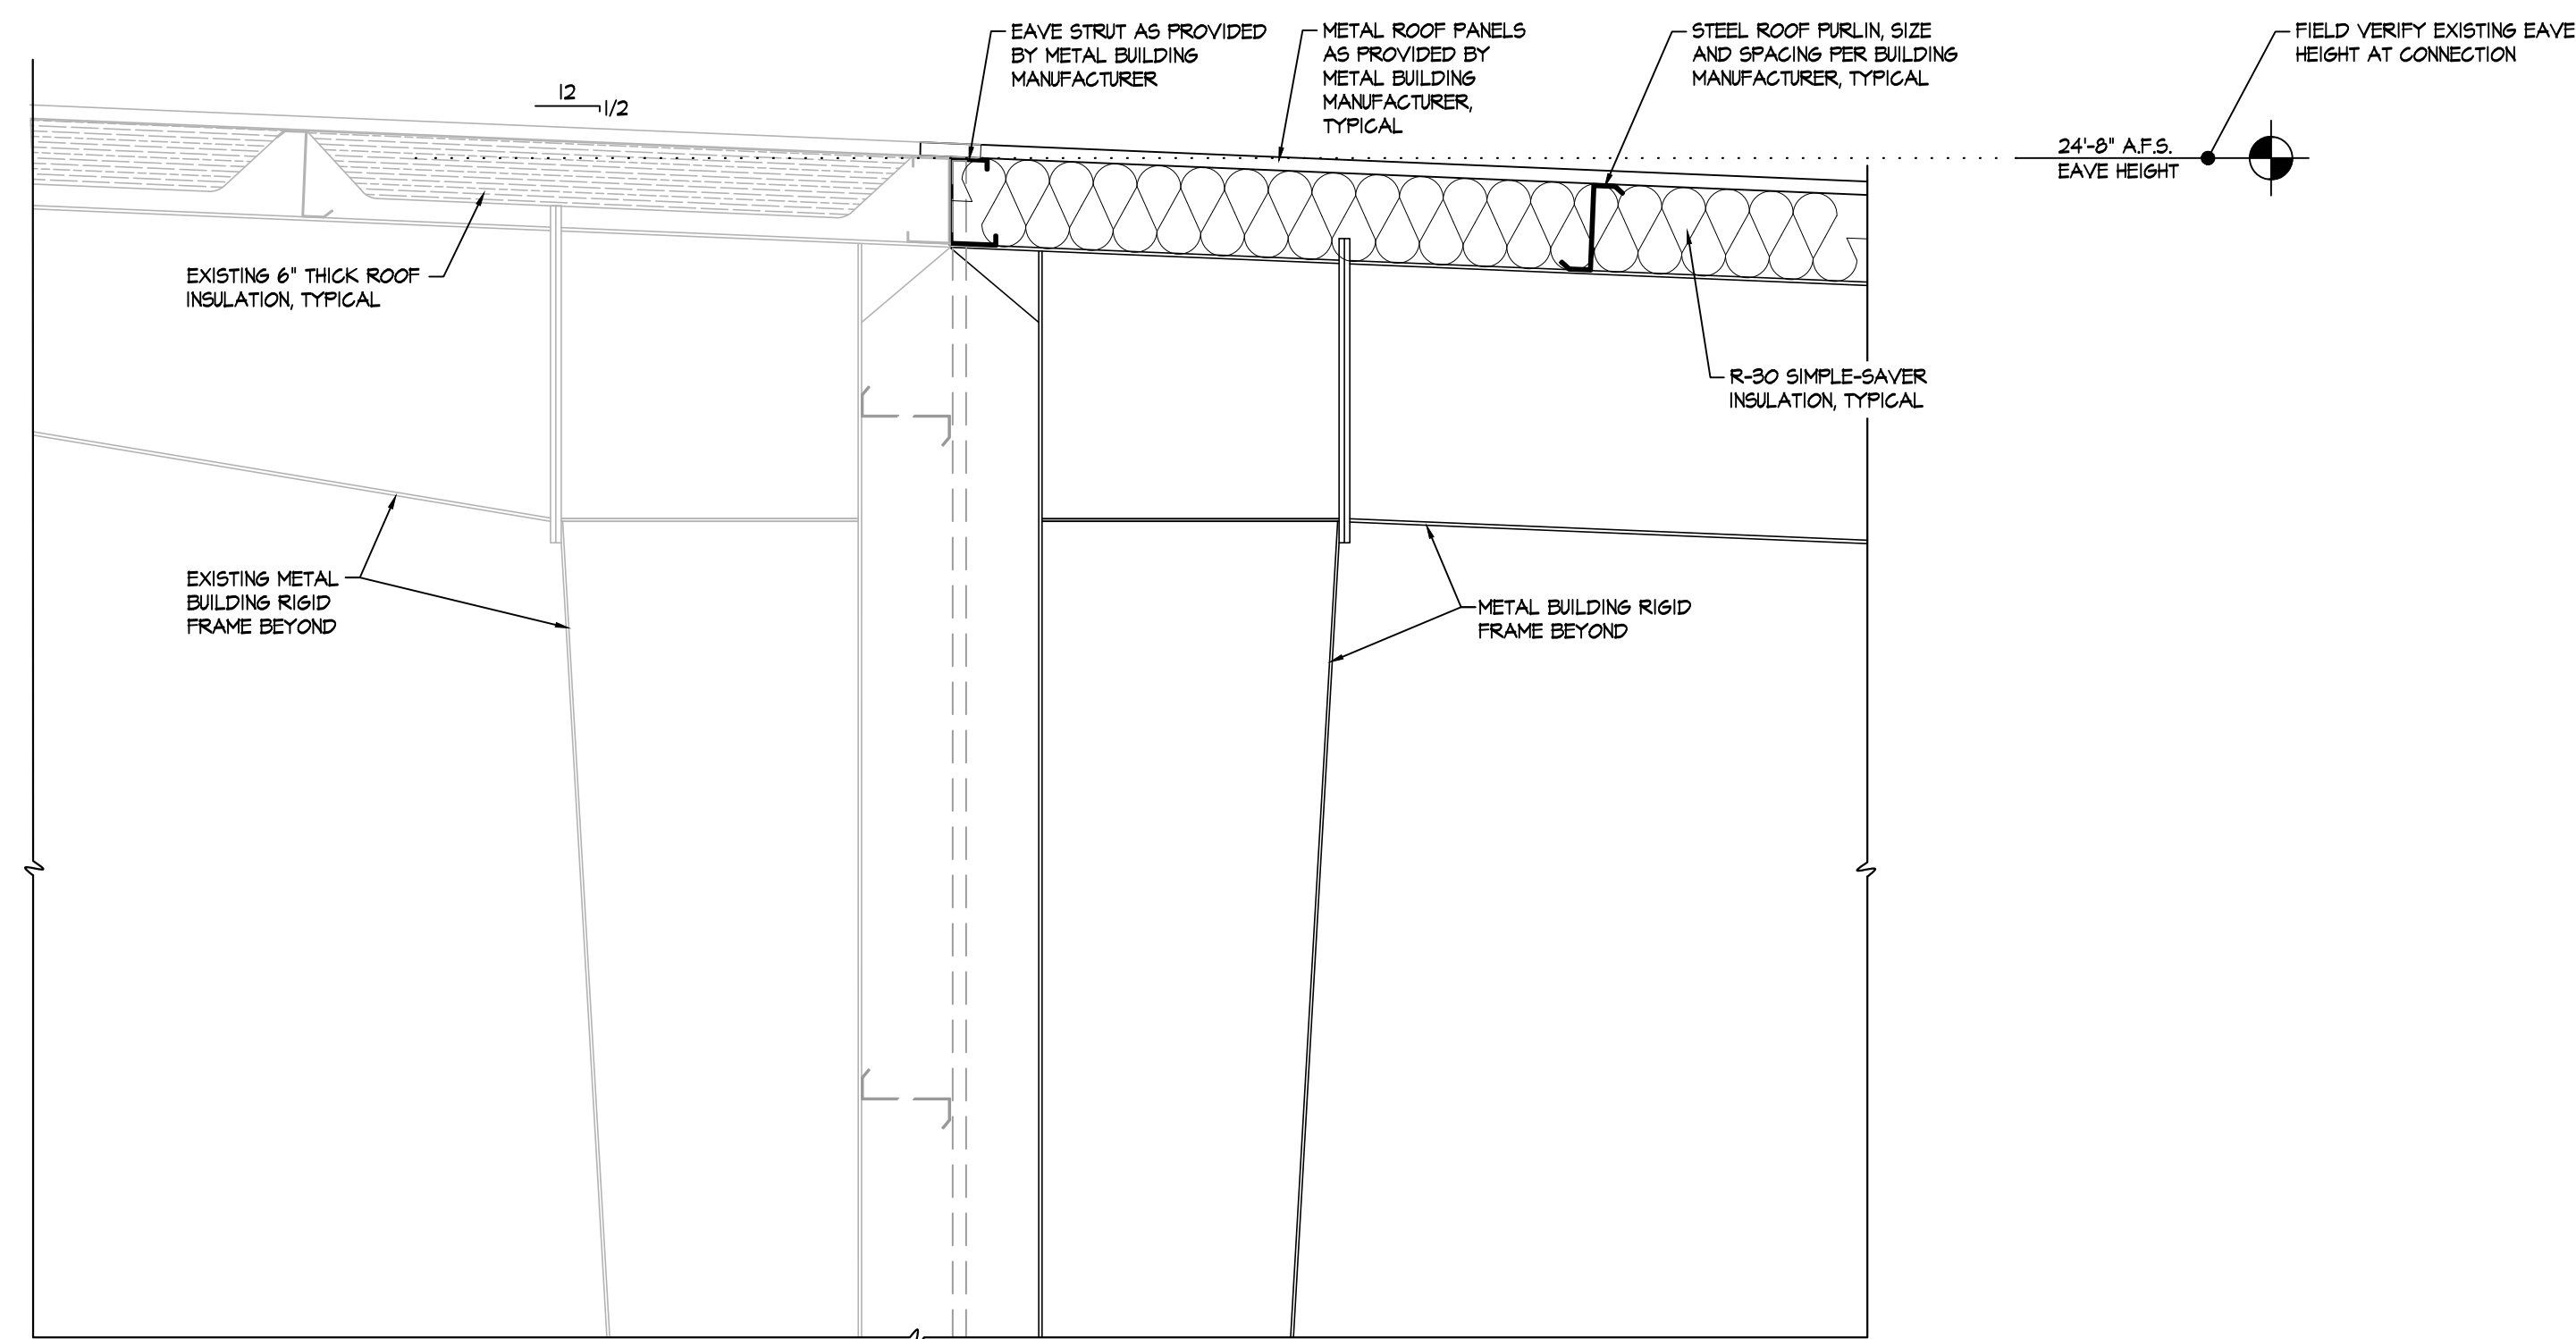 EAVE STRUT AS PROVIDED
BY METAL BUILDING
MANUFACTURER
METAL ROOF PANELS
AS PROVIDED BY
METAL BUILDING
MANUFACTURER,
TYPICAL
STEEL ROOF PURLIN, SIZE
AND SPACING PER BUILDING
MANUFACTURER, TYPICAL
FIELD VERIFY EXISTING EAVE
HEIGHT AT CONNECTION
12
1/2
24'-8" A.F.S.
EAVE HEIGHT
EXISTING 6" THICK ROOF
INSULATION, TYPICAL
R-30 SIMPLE-SAVER
INSULATION, TYPICAL
EXISTING METAL
BUILDING RIGID
FRAME BEYOND
METAL BUILDING RIGID
FRAME BEYOND